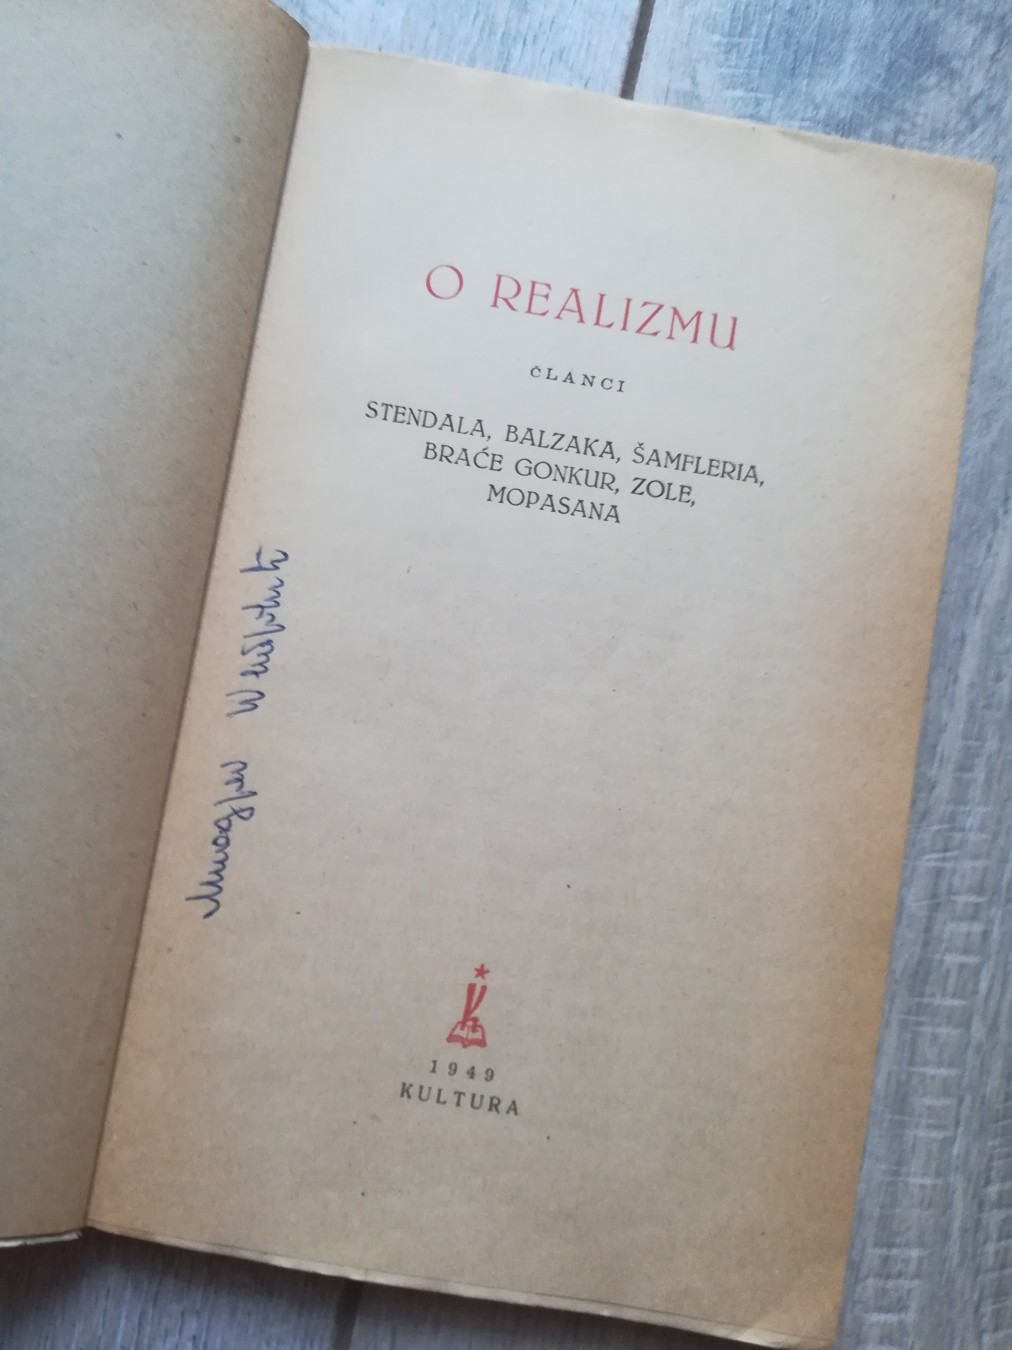 O REALIZMU
ČLANCI
STENDALA, BALZAKA, ŠAMFLERIA,
BRAĆE GONKUR, ZOLE,
MOPASANA
1949
KULTURA